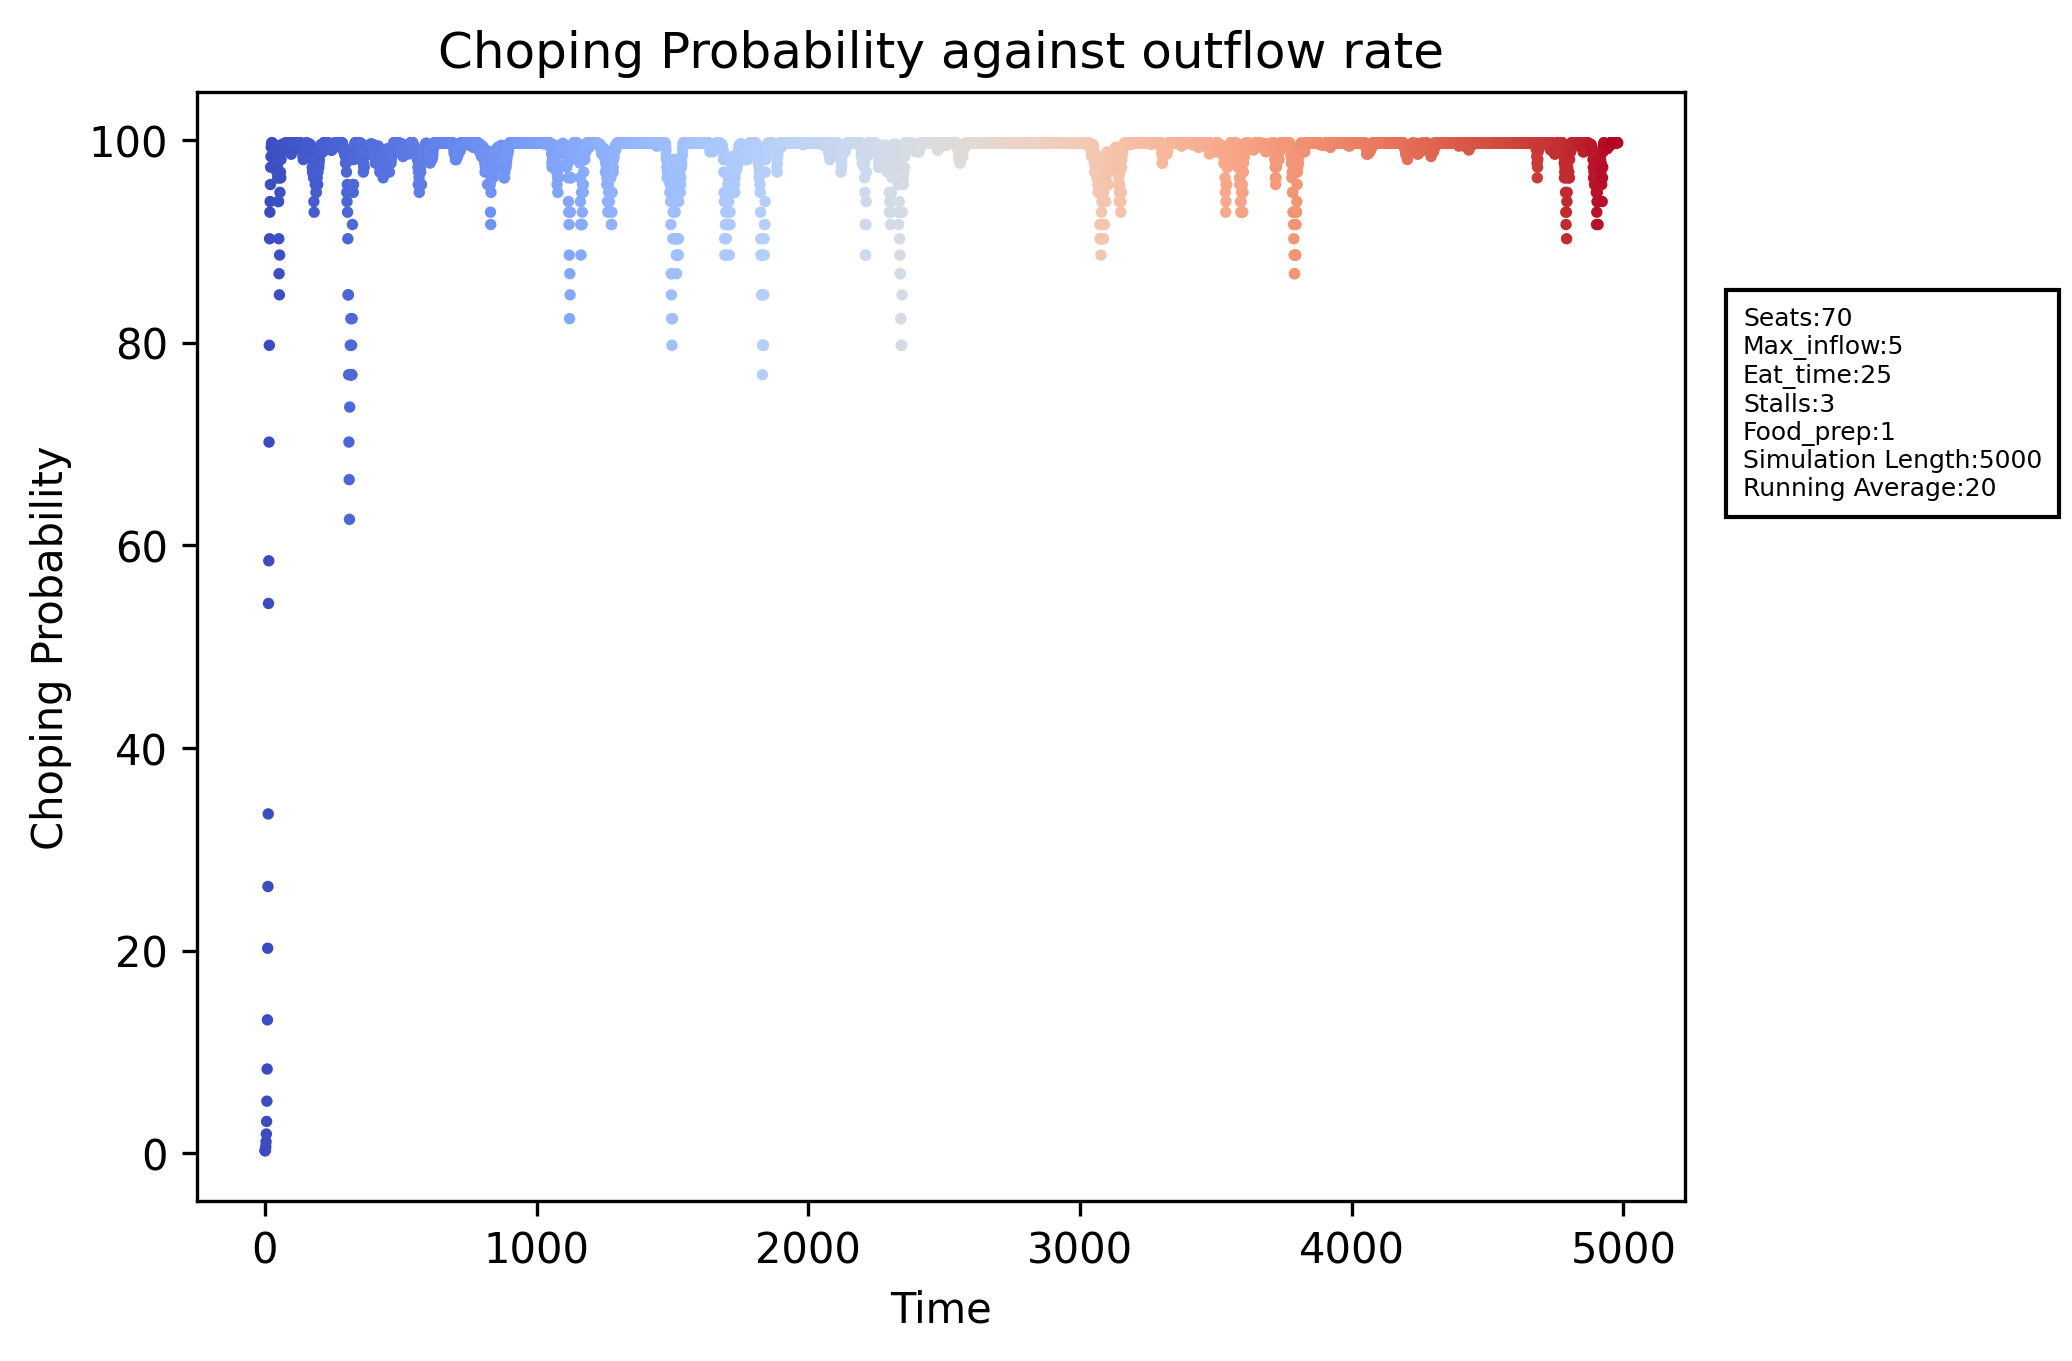 Choping Probability against outflow rate
Choping Probability
100
80
60
40
20
0
0 1000 2000 3000 4000 5000
Time
Seats:70
Max_inflow:5
Eat_time:25
Stalls:3
Food_prep:1
Simulation Length:5000
Running Average:20